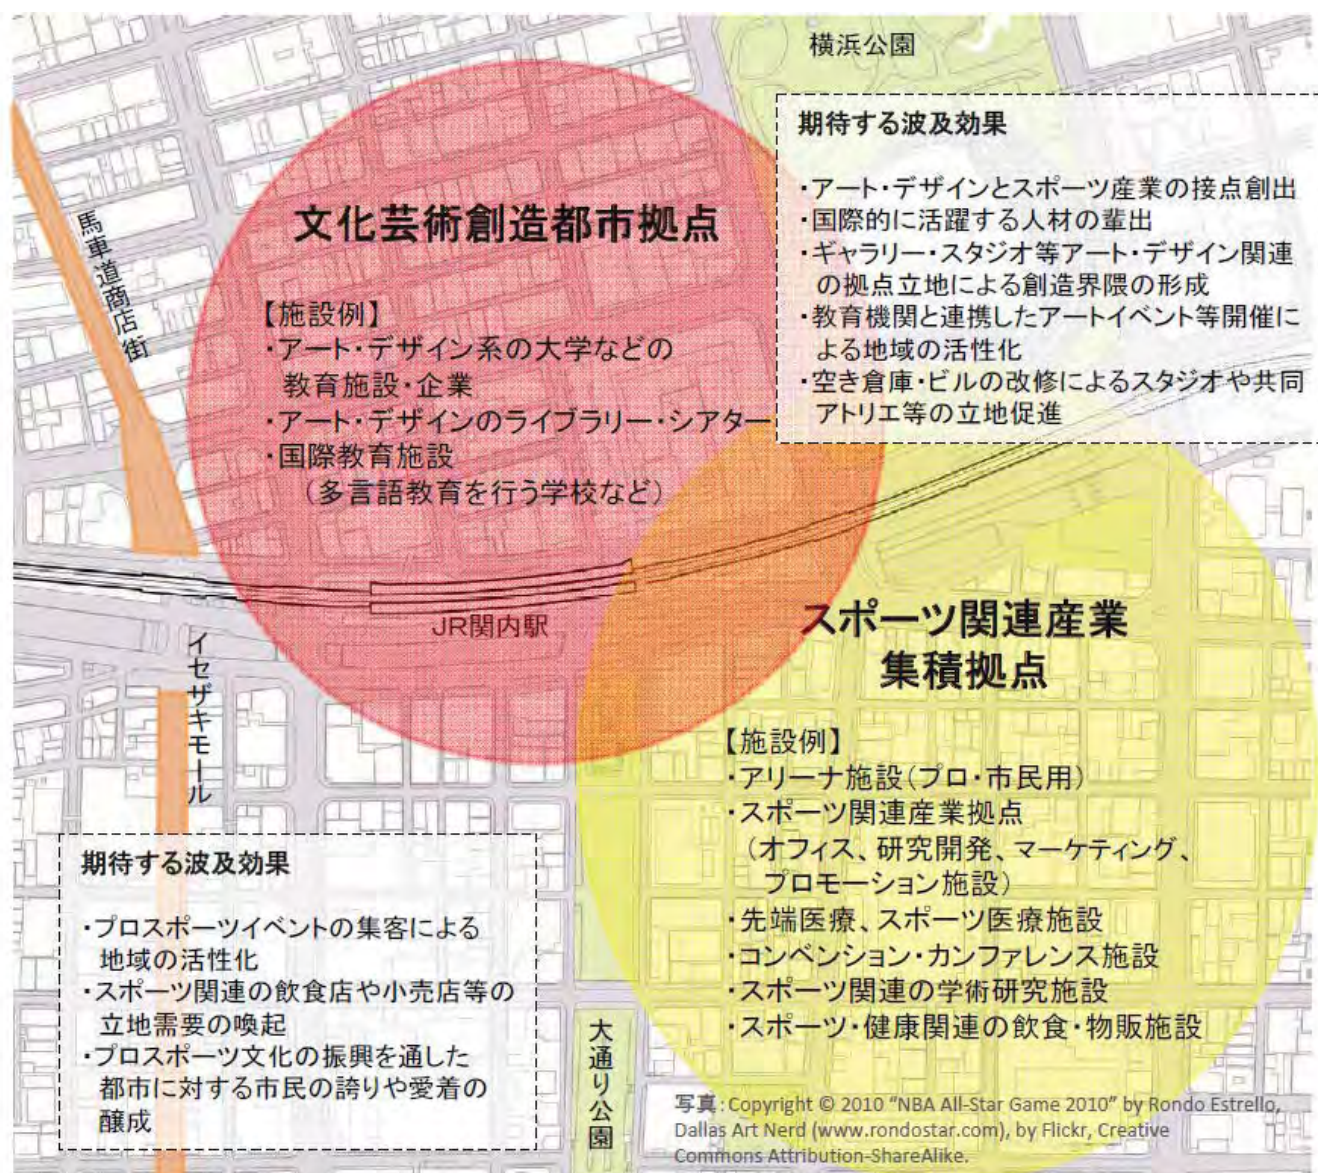 横浜公園
期待する波及効果
・アート・デザインとスポーツ産業の接点創出
・国際的に活躍する人材の輩出
・ギャラリー・スタジオ等アート・デザイン関連
の拠点立地による創造界隈の形成
・教育機関と連携したアートイベント等開催に
よる地域の活性化
・空き倉庫・ビルの改修によるスタジオや共同
アトリエ等の立地促進
馬車道商店街
文化芸術創造都市拠点
【施設例】
・アート・デザイン系の大学などの
教育施設・企業
・アート・デザインのライブラリー・シアター
・国際教育施設
(多言語教育を行う学校など)
JR関内駅
イセザキモール
スポーツ関連産業
集積拠点
【施設例】
・アリーナ施設(プロ・市民用)
・スポーツ関連産業拠点
(オフィス、研究開発、マーケティング、
プロモーション施設)
・先端医療、スポーツ医療施設
・コンベンション・カンファレンス施設
・スポーツ関連の学術研究施設
・スポーツ・健康関連の飲食・物販施設
期待する波及効果
・プロスポーツイベントの集客による
地域の活性化
・スポーツ関連の飲食店や小売店等の
立地需要の喚起
・プロスポーツ文化の振興を通した
都市に対する市民の誇りや愛着の
醸成
大通り公園
写真:Copyright © 2010 "NBA All-Star Game 2010" by Rondo Estrello,
Dallas Art Nerd (www.rondostar.com), by Flickr, Creative
Commons Attribution-ShareAlike.